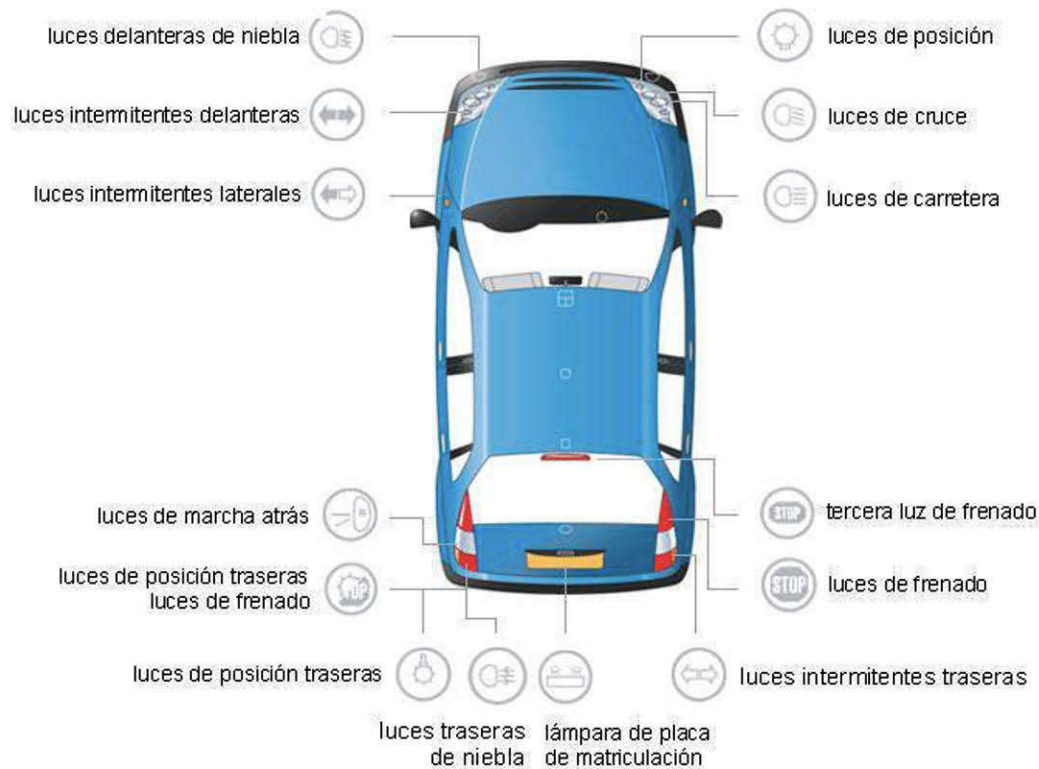 luces delanteras de niebla
luces de posición
luces intermitentes delanteras
luces de cruce
luces intermitentes laterales
luces de carretera
luces de marcha atrás
tercera luz de frenado
STOP
luces de posición traseras
luces de frenado
luces de frenado
STOP
luces de posición traseras
luces intermitentes traseras
luces traseras
de niebla
lámpara de placa
de matriculación